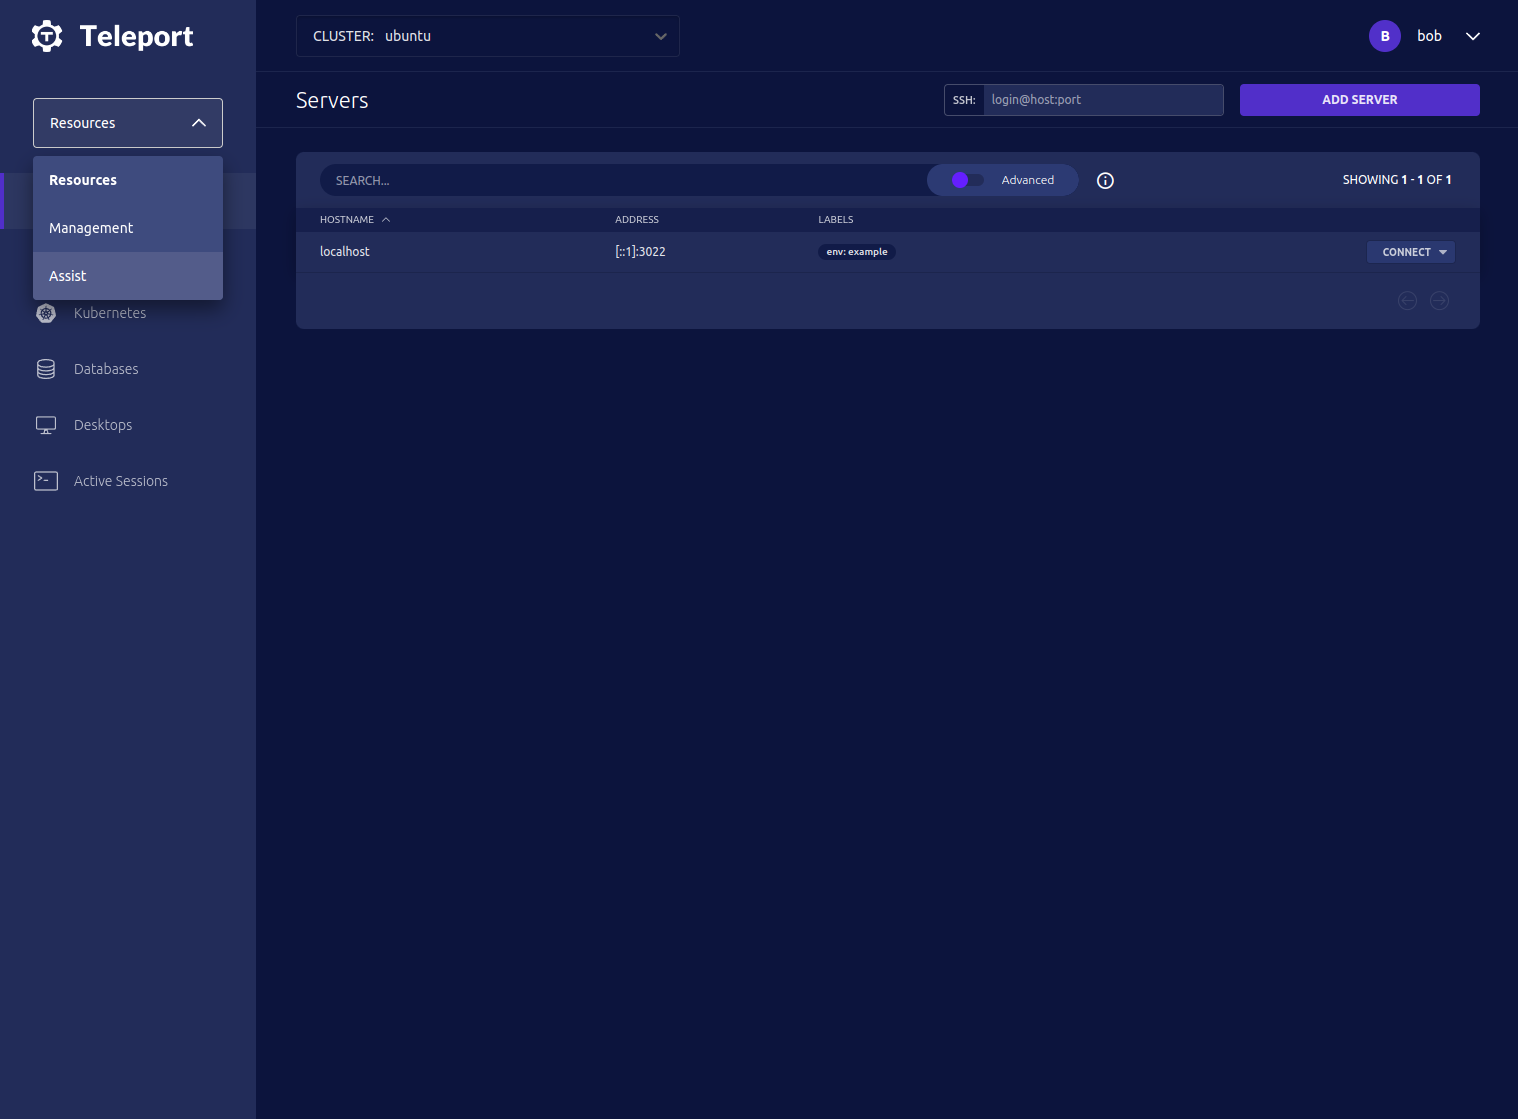 Teleport
CLUSTER: ubuntu
B bob
Resources
Resources
Management
Assist
Kubernetes
Databases
Desktops
Active Sessions
Servers
SSH: login@host:port
ADD SERVER
SEARCH...
Advanced
SHOWING 1 - 1 OF 1
HOSTNAME ADDRESS LABELS
localhost [::1]:3022 env: example CONNECT